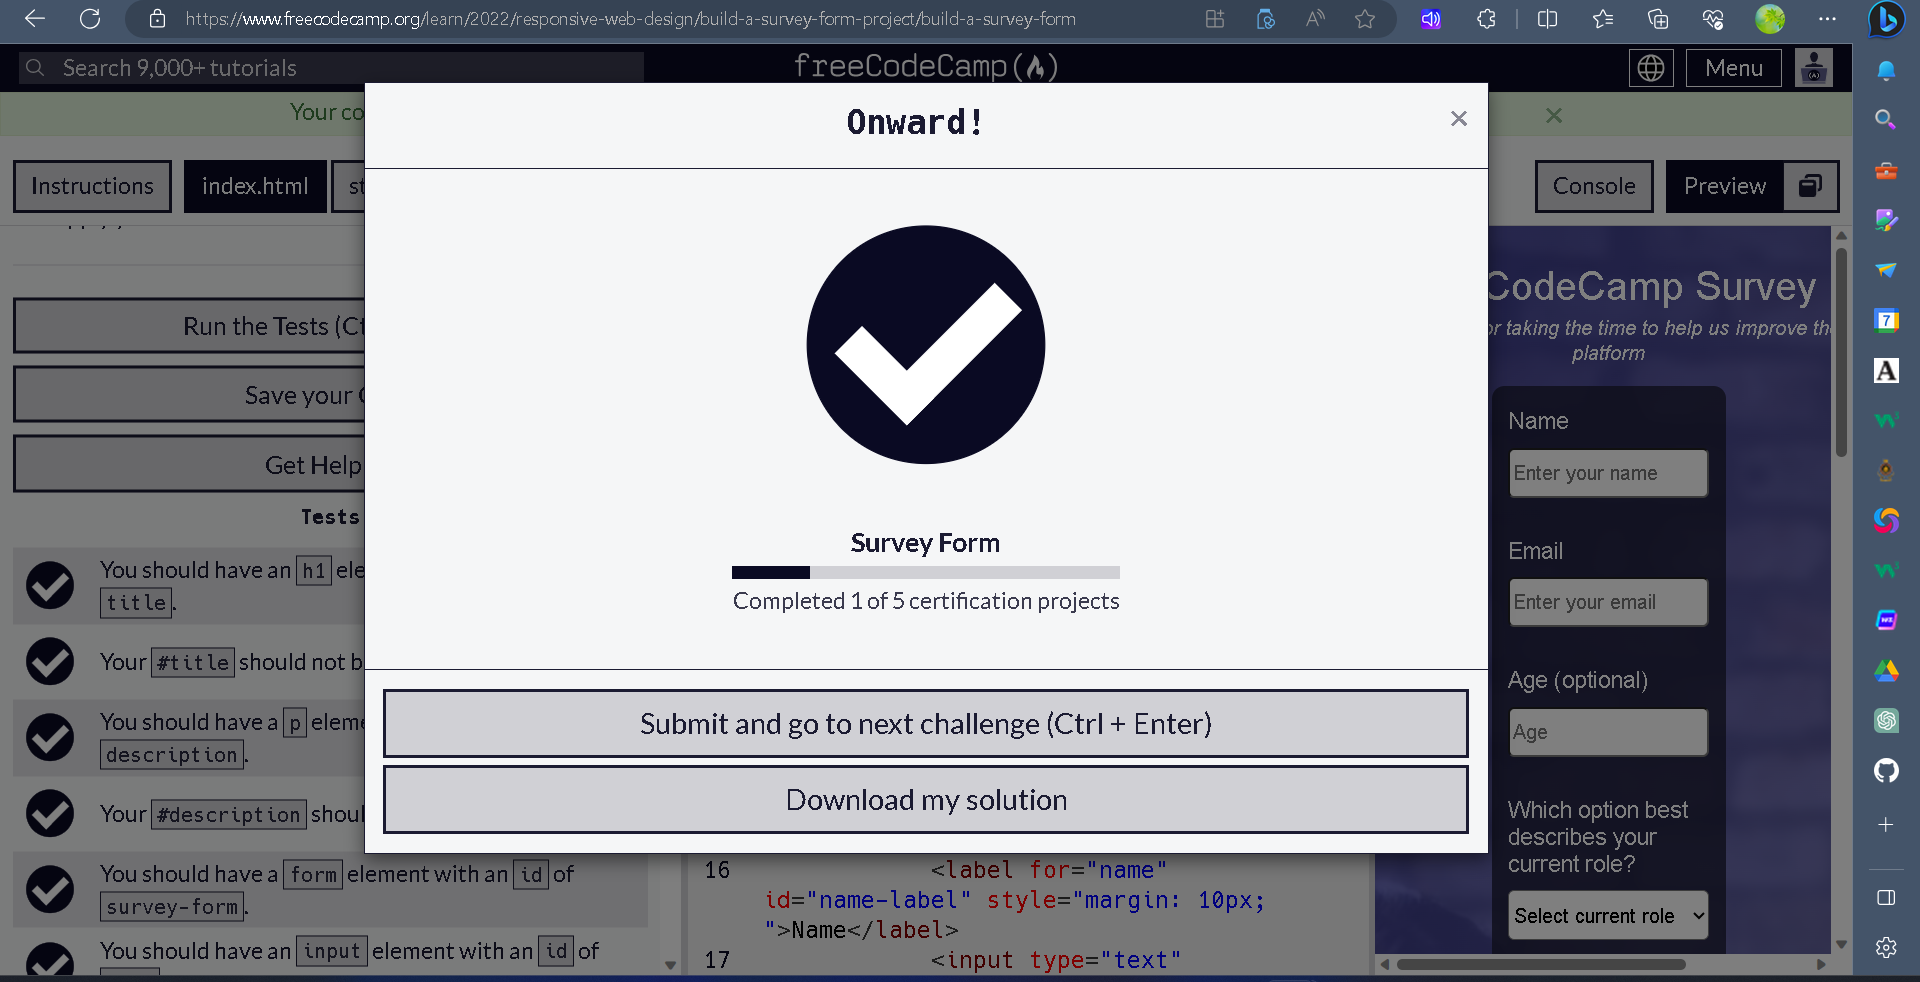 https://www.freecodecamp.org/learn/2022/responsive-web-design/build-a-survey-form-project/build-a-survey-form
Search 9,000+ tutorials
freeCodeCamp(🔥)
Menu
Your co
Onward!
Instructions
index.html
st
Console
Preview
Run the Tests (Ct
Save your
Get Help
Tests
You should have an h1 ele
title.
Your #title should not b
You should have a p eleme
description.
Your #description shoul
You should have a form element with an id of
survey-form.
You should have an input element with an id of
Survey Form
Completed 1 of 5 certification projects
Submit and go to next challenge (Ctrl + Enter)
Download my solution
16 <label for="name"
id="name-label" style="margin: 10px;
">Name</label>
17 <input type="text"
CodeCamp Survey
or taking the time to help us improve th
platform
Name
Enter your name
Email
Enter your email
Age (optional)
Age
Which option best
describes your
current role?
Select current role